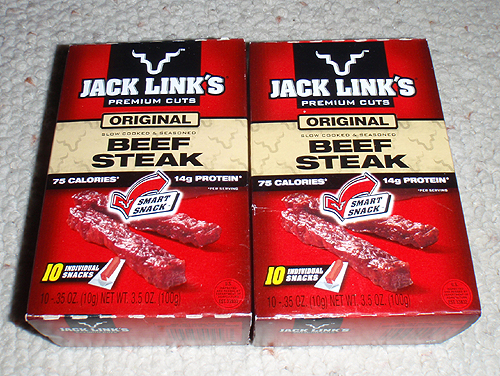 JACK LINK'S
PREMIUM CUTS
ORIGINAL
SLOW COOKED & SEASONED
BEEF
STEAK
75 CALORIES* 14g PROTEIN*
*PER SERVING
SMART
SNACK
10 INDIVIDUAL
SNACKS
10 - .35 OZ. (10g) NET WT. 3.5 OZ. (100g)
JACK LINK'S
JACK LINK'S
PREMIUM CUTS
ORIGINAL
SLOW COOKED & SEASONED
BEEF
STEAK
75 CALORIES* 14g PROTEIN*
*PER SERVING
SMART
SNACK
10 INDIVIDUAL
SNACKS
10 - .35 OZ. (10g) NET WT. 3.5 OZ. (100g)
JACK LINK'S